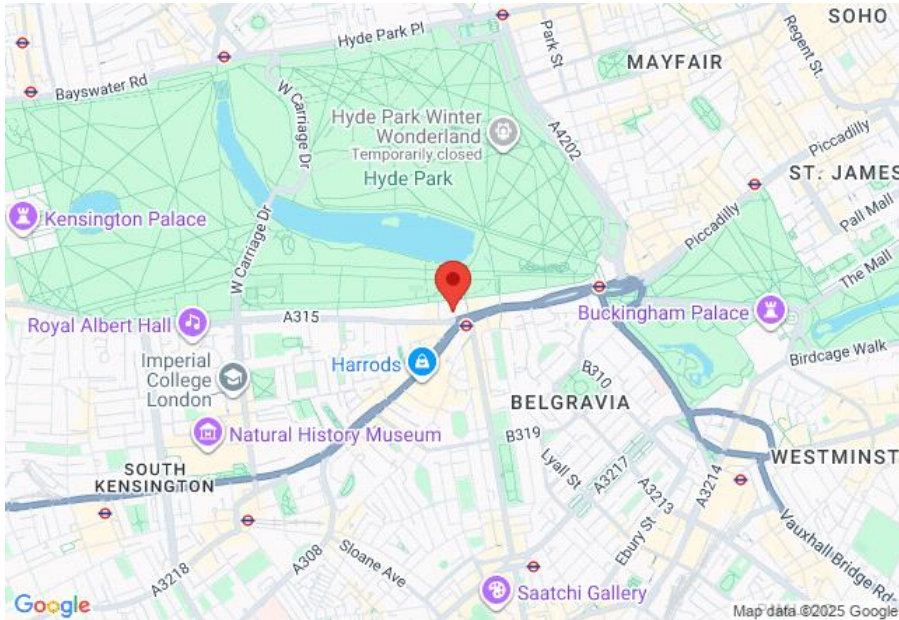 SOHO
Hyde Park Pl
Park St
Regent St.
MAYFAIR
Bayswater Rd
W Carriage Dr
Hyde Park Winter
Wonderland
Temporarily closed
A4202
Piccadilly
Hyde Park
ST. JAMES
Kensington Palace
Piccadilly
Pall Mall
W Carriage Dr
The Mall
Royal Albert Hall
A315
Buckingham Palace
Imperial
College
London
Harrods
B310
Birdcage Walk
BELGRAVIA
Natural History Museum
B319
SOUTH
KENSINGTON
Lyall St
A3217
A3214
WESTMINST
A3213
A308
Sloane Ave
Ebury St
Vauxhall Bridge Rd
A3218
Saatchi Gallery
Google
Map data ©2025 Google